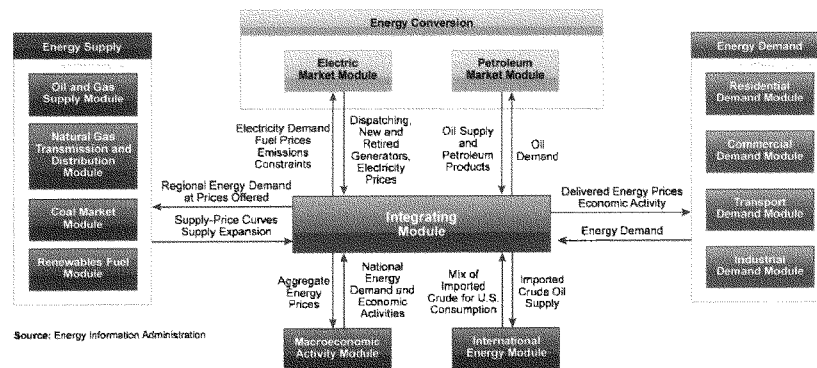 Energy Conversion
Energy Supply
Energy Demand
Electric
Market Module
Petroleum
Market Module
Oil and Gas
Supply Module
Natural Gas
Transmission and
Distribution
Module
Coal Market
Module
Renewables Fuel
Module
Residential
Demand Module
Commercial
Demand Module
Transport
Demand Module
Industrial
Demand Module
Electricity Demand
Fuel Prices
Emissions
Constraints
Dispatching,
New and
Retired
Generators,
Electricity
Prices
Oil Supply
and
Petroleum
Products
Oil
Demand
Regional Energy Demand
at Prices Offered
Supply-Price Curves
Supply Expansion
Integrating
Module
Delivered Energy Prices
Economic Activity
Energy Demand
Aggregate
Energy
Prices
National
Energy
Demand and
Economic
Activities
Mix of
Imported
Crude for U.S.
Consumption
Imported
Crude Oil
Supply
Macroeconomic
Activity Module
International
Energy Module
Source: Energy Information Administration